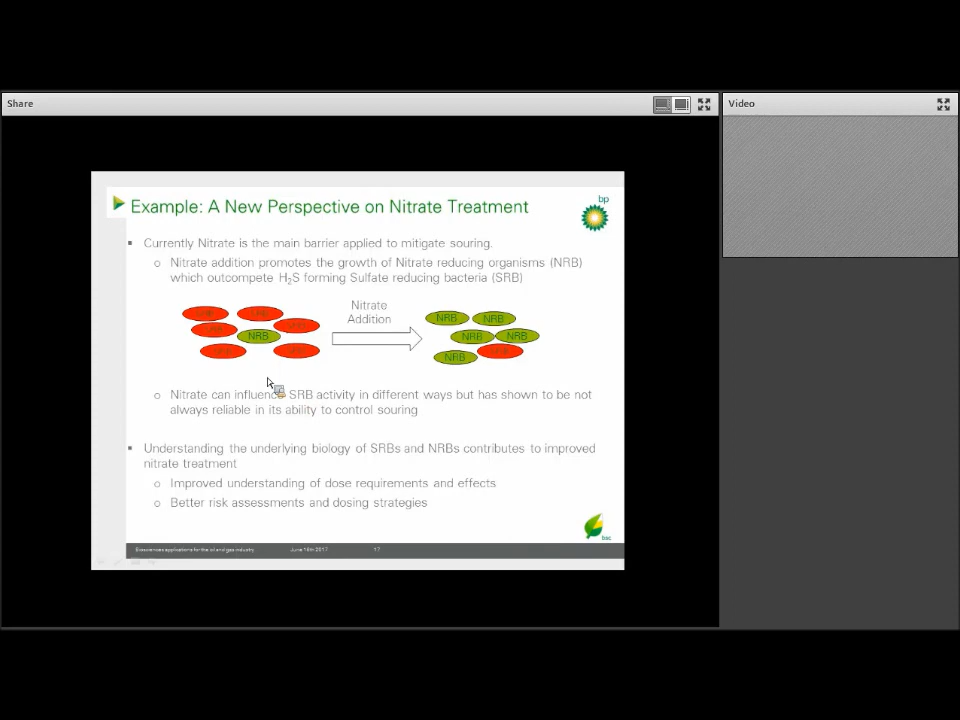 Share
Video
Example: A New Perspective on Nitrate Treatment
bp
Currently Nitrate is the main barrier applied to mitigate souring.
Nitrate addition promotes the growth of Nitrate reducing organisms (NRB)
which outcompete H₂S forming Sulfate reducing bacteria (SRB)
Nitrate
Addition
NRB
NRB
NRB
NRB
NRB
NRB
Nitrate can influence SRB activity in different ways but has shown to be not
always reliable in its ability to control souring
Understanding the underlying biology of SRBs and NRBs contributes to improved
nitrate treatment
Improved understanding of dose requirements and effects
Better risk assessments and dosing strategies
bsc
Biosciences applications for the oil and gas industry
June 16th 2017
17